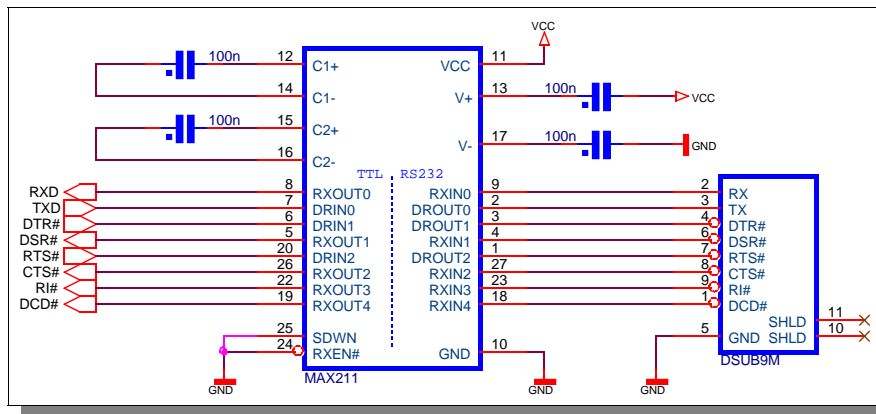 VCC
100n 12 C1+ VCC 11
14 C1- V+ 13 100n VCC
100n 15 C2+
16 C2- V- 17 100n GND
TTL RS232
RXD 8 RXOUT0 RXIN0 9 2 RX
TXD 7 DRIN0 DROUT0 2 3 TX
DTR# 6 DRIN1 DROUT1 3 4 DTR#
DSR# 5 RXOUT1 RXIN1 4 6 DSR#
RTS# 20 DRIN2 DROUT2 1 7 RTS#
CTS# 26 RXOUT2 RXIN2 27 8 CTS#
RI# 22 RXOUT3 RXIN3 23 9 RI#
DCD# 19 RXOUT4 RXIN4 18 1 DCD#
SHLD 11
25 SDWN 5 GND SHLD 10
24 RXEN# GND 10
MAX211 DSUB9M
GND GND GND